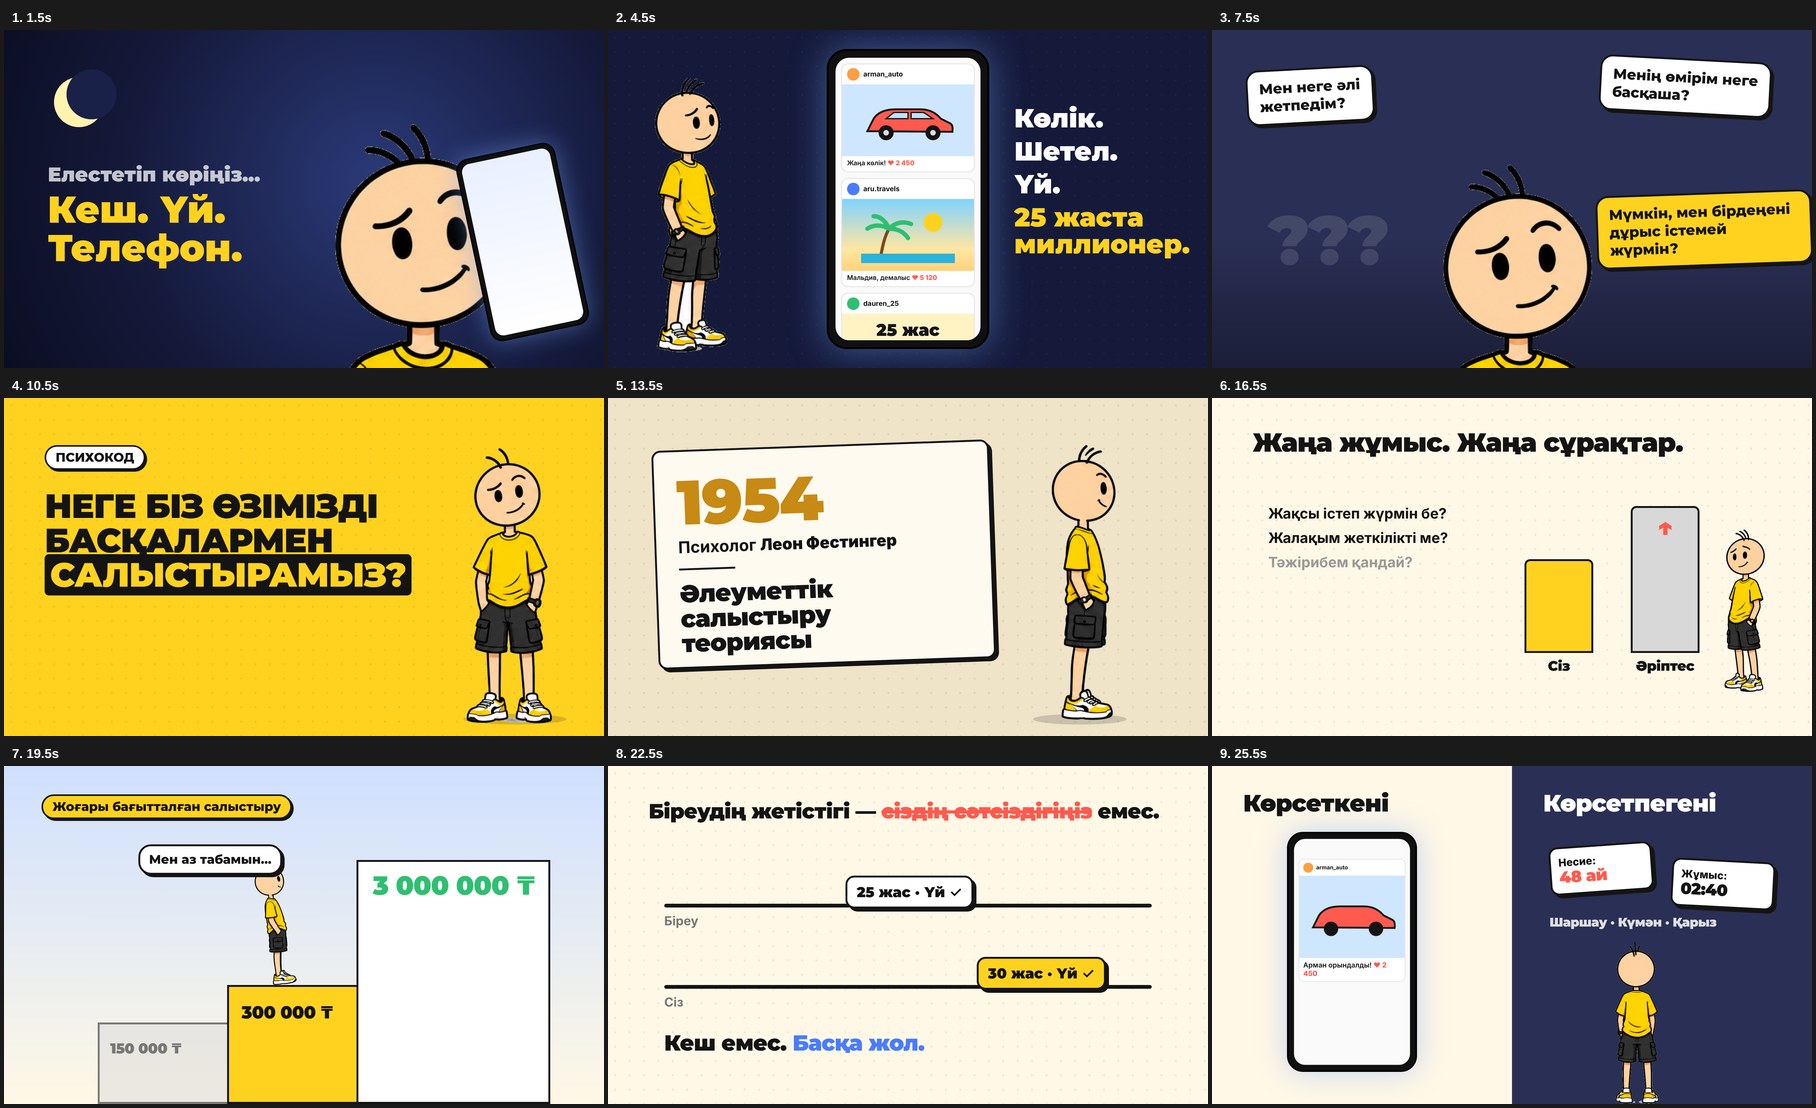 1. 1.5s
Елестетіп көріңіз...
Кеш. Үй.
Телефон.
2. 4.5s
arman_auto
Жаңа көлік! ♥ 2 450
aru.travels
Мальдив, демалыс ♥ 5 120
dauren_25
25 жас
Көлік.
Шетел.
Үй.
25 жаста
миллионер.
3. 7.5s
Мен неге әлі
жетпедім?
Менің өмірім неге
басқаша?
???
Мүмкін, мен бірдеңені
дұрыс істемей
жүрмін?
4. 10.5s
ПСИХОКОД
НЕГЕ БІЗ ӨЗІМІЗДІ
БАСҚАЛАРМЕН
САЛЫСТЫРАМЫЗ?
5. 13.5s
1954
Психолог Леон Фестингер
Әлеуметтік
салыстыру
теориясы
6. 16.5s
Жаңа жұмыс. Жаңа сұрақтар.
Жақсы істеп жүрмін бе?
Жалақым жеткілікті ме?
Тәжірибем қандай?
Сіз
Әріптес
7. 19.5s
Жоғары бағытталған салыстыру
Мен аз табамын...
3 000 000 ₸
300 000 ₸
150 000 ₸
8. 22.5s
Біреудің жетістігі — сіздің сәтсіздігіңіз емес.
25 жас • Үй ✓
Біреу
30 жас • Үй ✓
Сіз
Кеш емес. Басқа жол.
9. 25.5s
Көрсеткені
arman_auto
Арман орындалды! ♥ 2
450
Көрсетпегені
Несие:
48 ай
Жұмыс:
02:40
Шаршау • Күмән • Қарыз